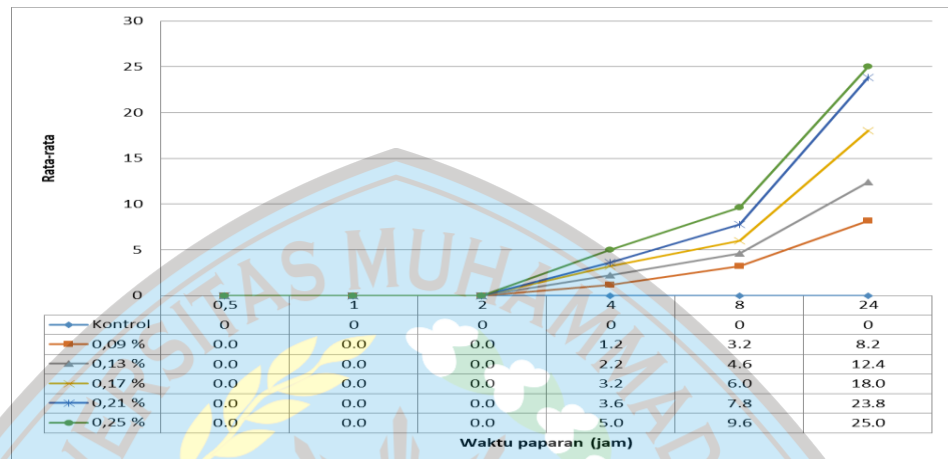 30
25
20
15
10
5
0
Rata-rata
0,5 1 2 4 8 24
Kontrol 0 0 0 0 0 0
0,09 % 0.0 0.0 0.0 1.2 3.2 8.2
0,13 % 0.0 0.0 0.0 2.2 4.6 12.4
0,17 % 0.0 0.0 0.0 3.2 6.0 18.0
0,21 % 0.0 0.0 0.0 3.6 7.8 23.8
0,25 % 0.0 0.0 0.0 5.0 9.6 25.0
Waktu paparan (jam)
VERSITAS MUHAMMAD